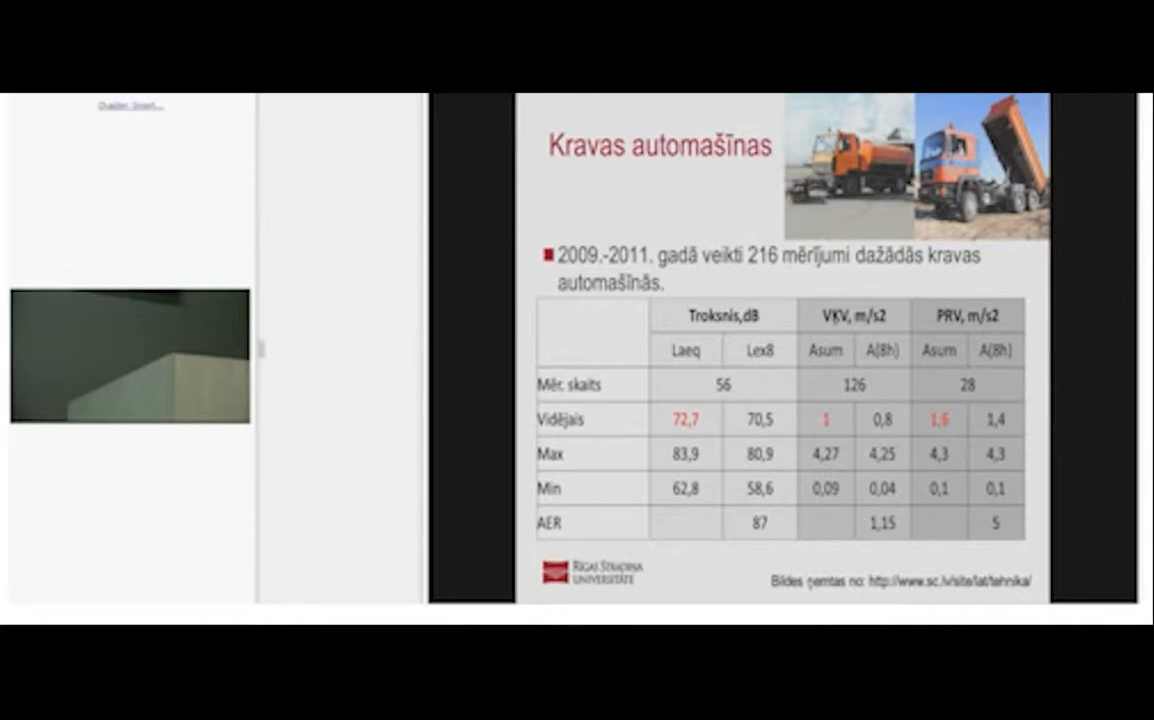 Kravas automašīnas
2009.-2011. gadā veikti 216 mērījumi dažādās kravas
automašīnās.
Troksnis,dB VĶV, m/s2 PRV, m/s2
Laeq Lex8 Asum A(8h) Asum A(8h)
Mēr. skaits 56 126 28
Vidējais 72,7 70,5 1 0,8 1,6 1,4
Max 83,9 80,9 4,27 4,25 4,3 4,3
Min 62,8 58,6 0,09 0,04 0,1 0,1
AER 87 1,15 5
RĪGAS STRADIŅA
UNIVERSITĀTE
Bildes ņemtas no: http://www.sc.lv/site/lat/tehnika/